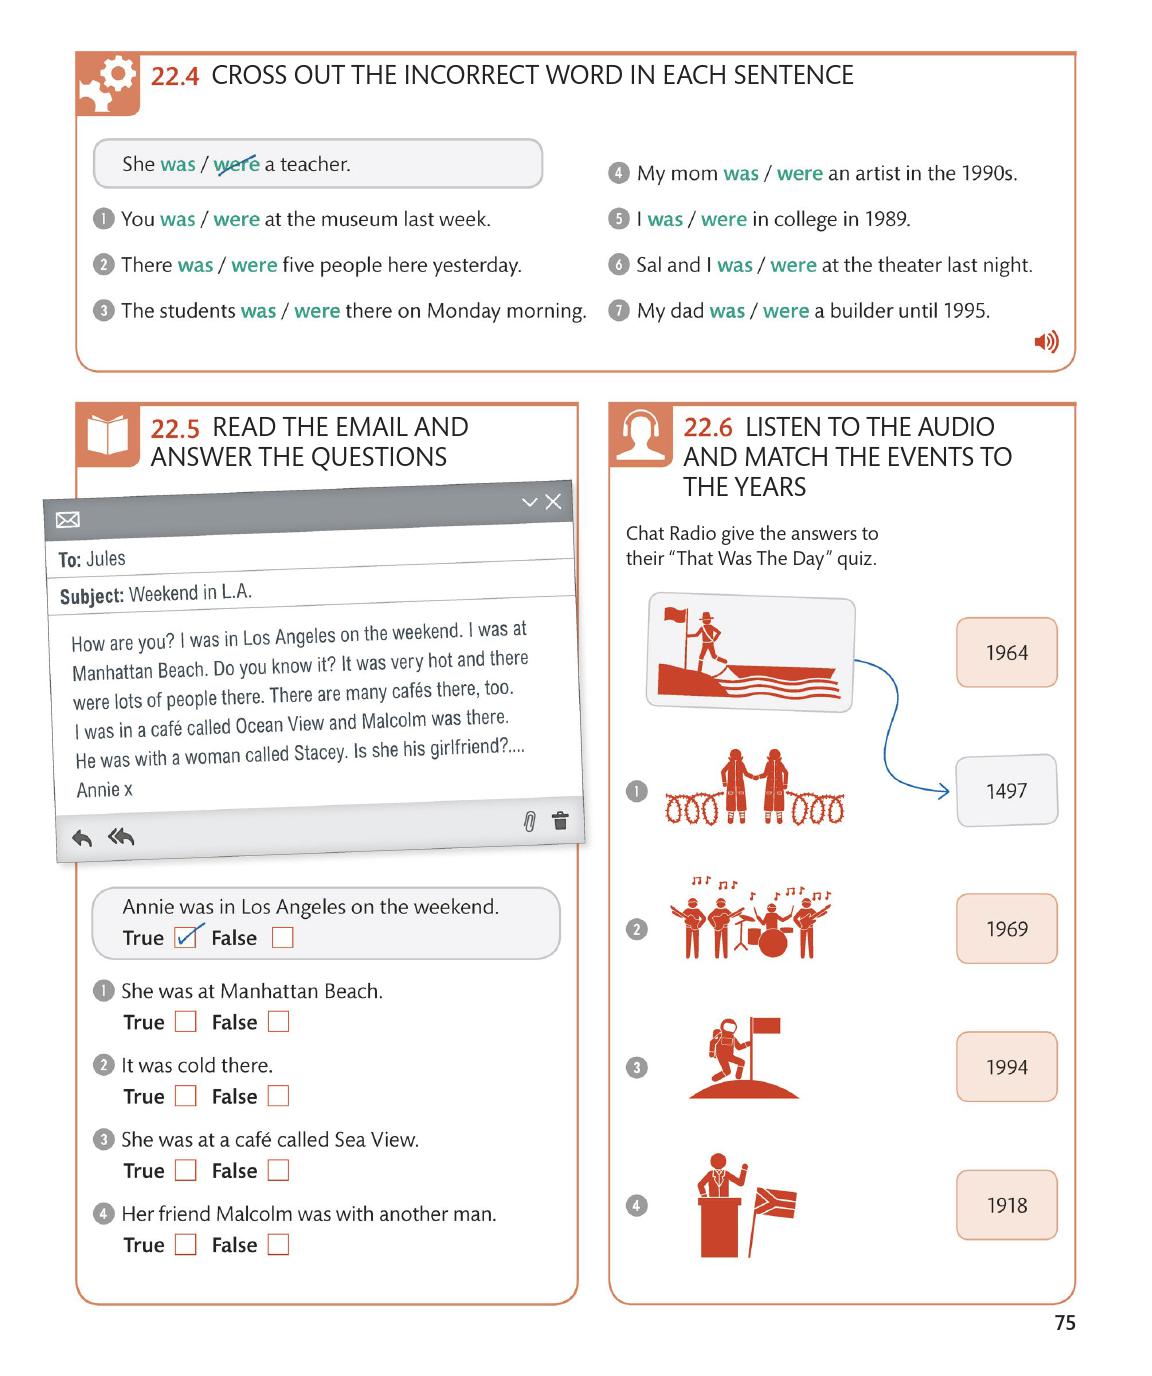 22.4 CROSS OUT THE INCORRECT WORD IN EACH SENTENCE
She was / were a teacher.
1 You was / were at the museum last week.
2 There was / were five people here yesterday.
3 The students was / were there on Monday morning.
4 My mom was / were an artist in the 1990s.
5 I was / were in college in 1989.
6 Sal and I was / were at the theater last night.
7 My dad was / were a builder until 1995.
22.5 READ THE EMAIL AND
ANSWER THE QUESTIONS
To: Jules
Subject: Weekend in L.A.
How are you? I was in Los Angeles on the weekend. I was at
Manhattan Beach. Do you know it? It was very hot and there
were lots of people there. There are many cafés there, too.
I was in a café called Ocean View and Malcolm was there.
He was with a woman called Stacey. Is she his girlfriend?....
Annie x
Annie was in Los Angeles on the weekend.
True False
1 She was at Manhattan Beach.
True False
2 It was cold there.
True False
3 She was at a café called Sea View.
True False
4 Her friend Malcolm was with another man.
True False
22.6 LISTEN TO THE AUDIO
AND MATCH THE EVENTS TO
THE YEARS
Chat Radio give the answers to
their “That Was The Day” quiz.
1964
1
1497
2
1969
3
1994
4
1918
75